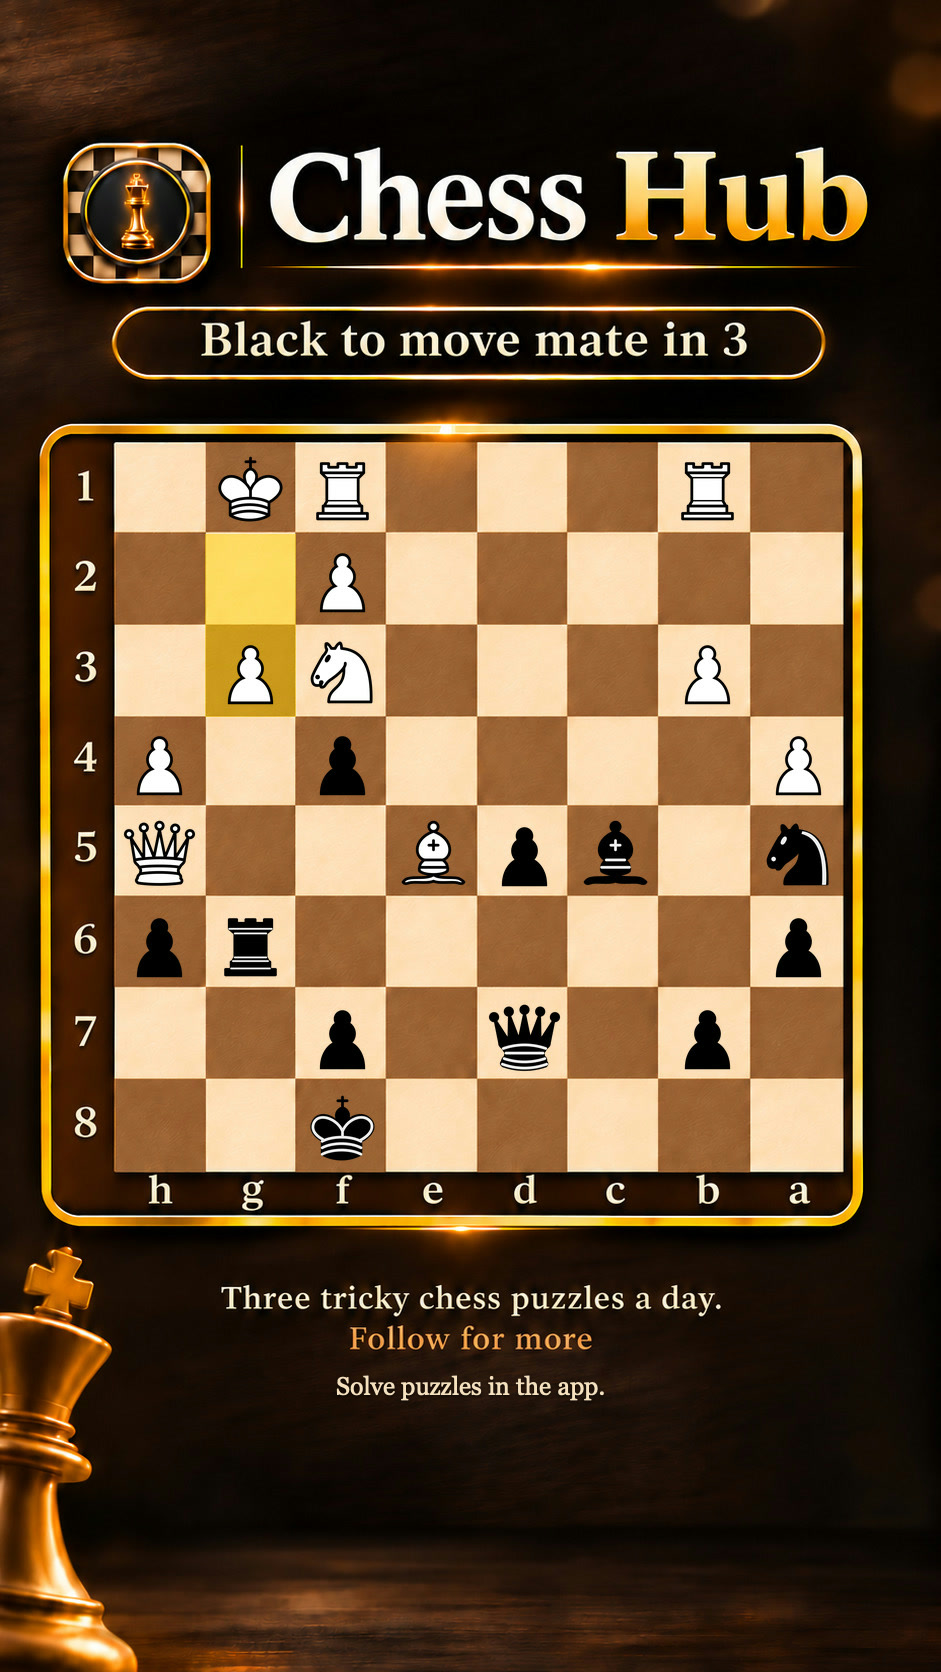 Chess Hub
Black to move mate in 3
1
2
3
4
5
6
7
8
h g f e d c b a
Three tricky chess puzzles a day.
Follow for more
Solve puzzles in the app.